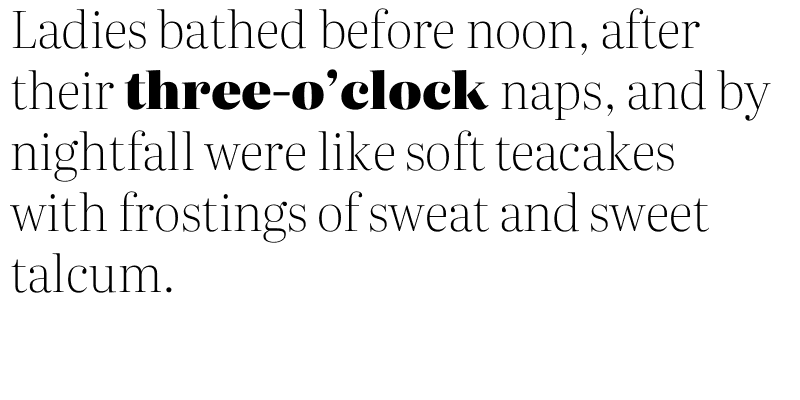 Ladies bathed before noon, after
their three-o’clock naps, and by
nightfall were like soft teacakes
with frostings of sweat and sweet
talcum.